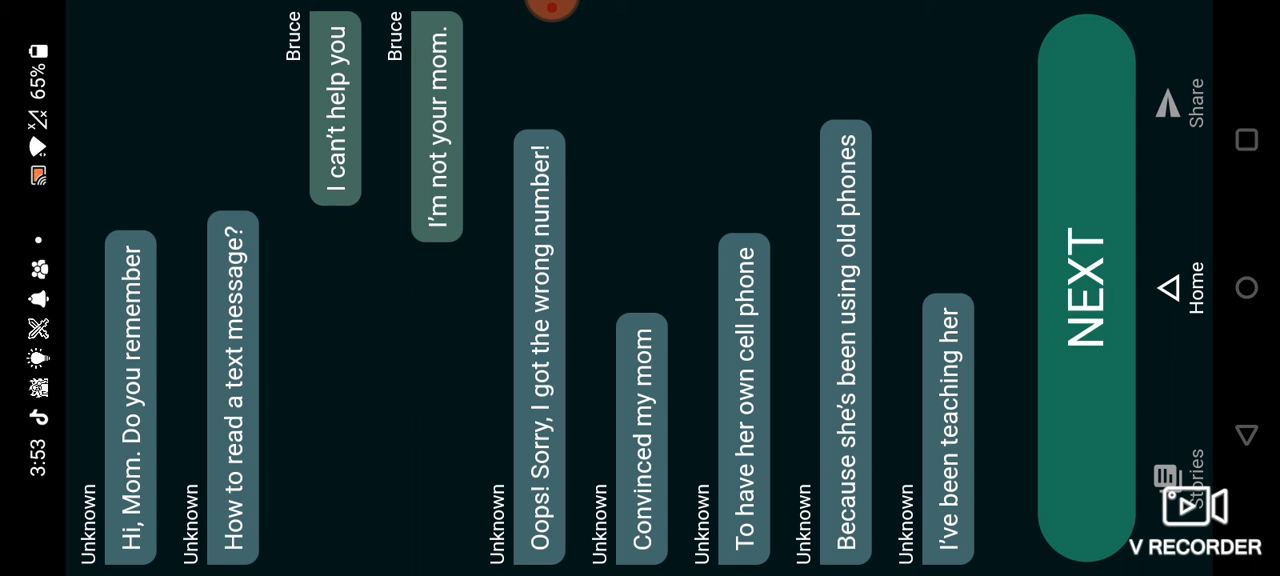 3:53
65%
Unknown
Hi, Mom. Do you remember
Unknown
How to read a text message?
Bruce
I can't help you
Bruce
I'm not your mom.
Unknown
Oops! Sorry, I got the wrong number!
Unknown
Convinced my mom
Unknown
To have her own cell phone
Unknown
Because she's been using old phones
Unknown
I've been teaching her
NEXT
Stories
Home
Share
V RECORDER